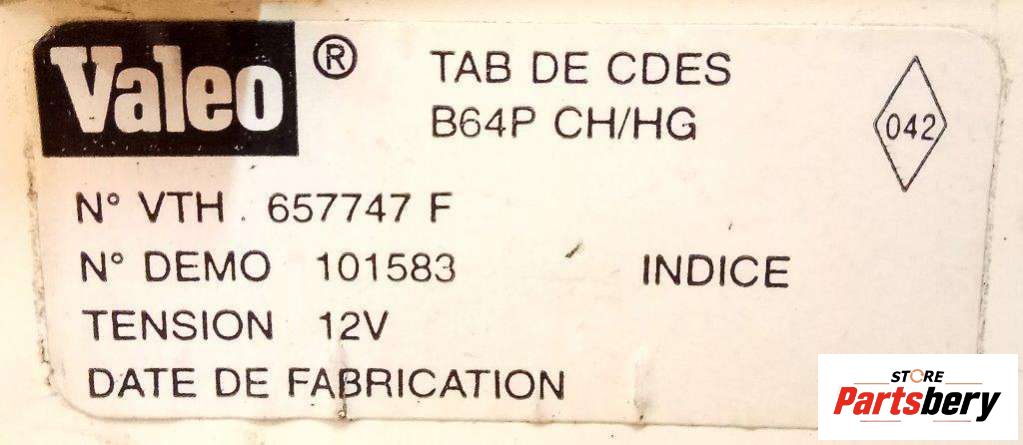 Valeo ®
TAB DE CDES
B64P CH/HG
042
N° VTH . 657747 F
N° DEMO 101583 INDICE
TENSION 12V
DATE DE FABRICATION
STORE
Partsbery